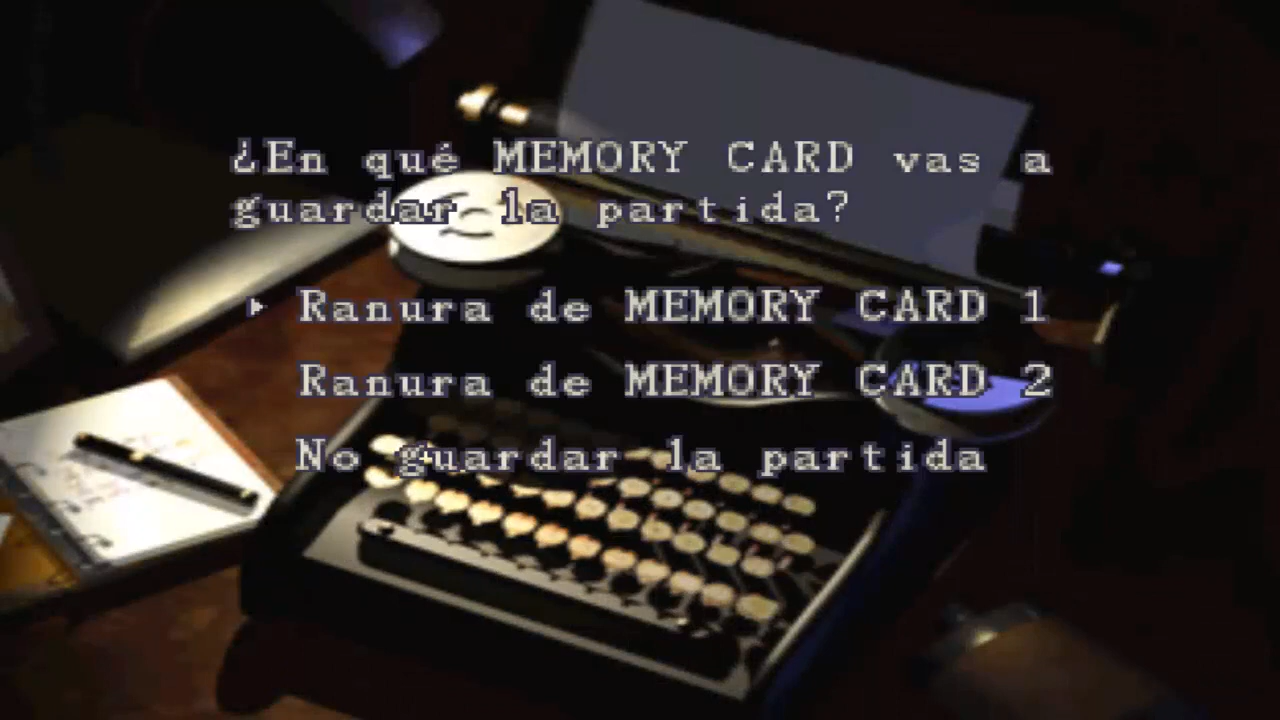 ¿En qué MEMORY CARD vas a
guardar la partida?
Ranura de MEMORY CARD 1
Ranura de MEMORY CARD 2
No guardar la partida